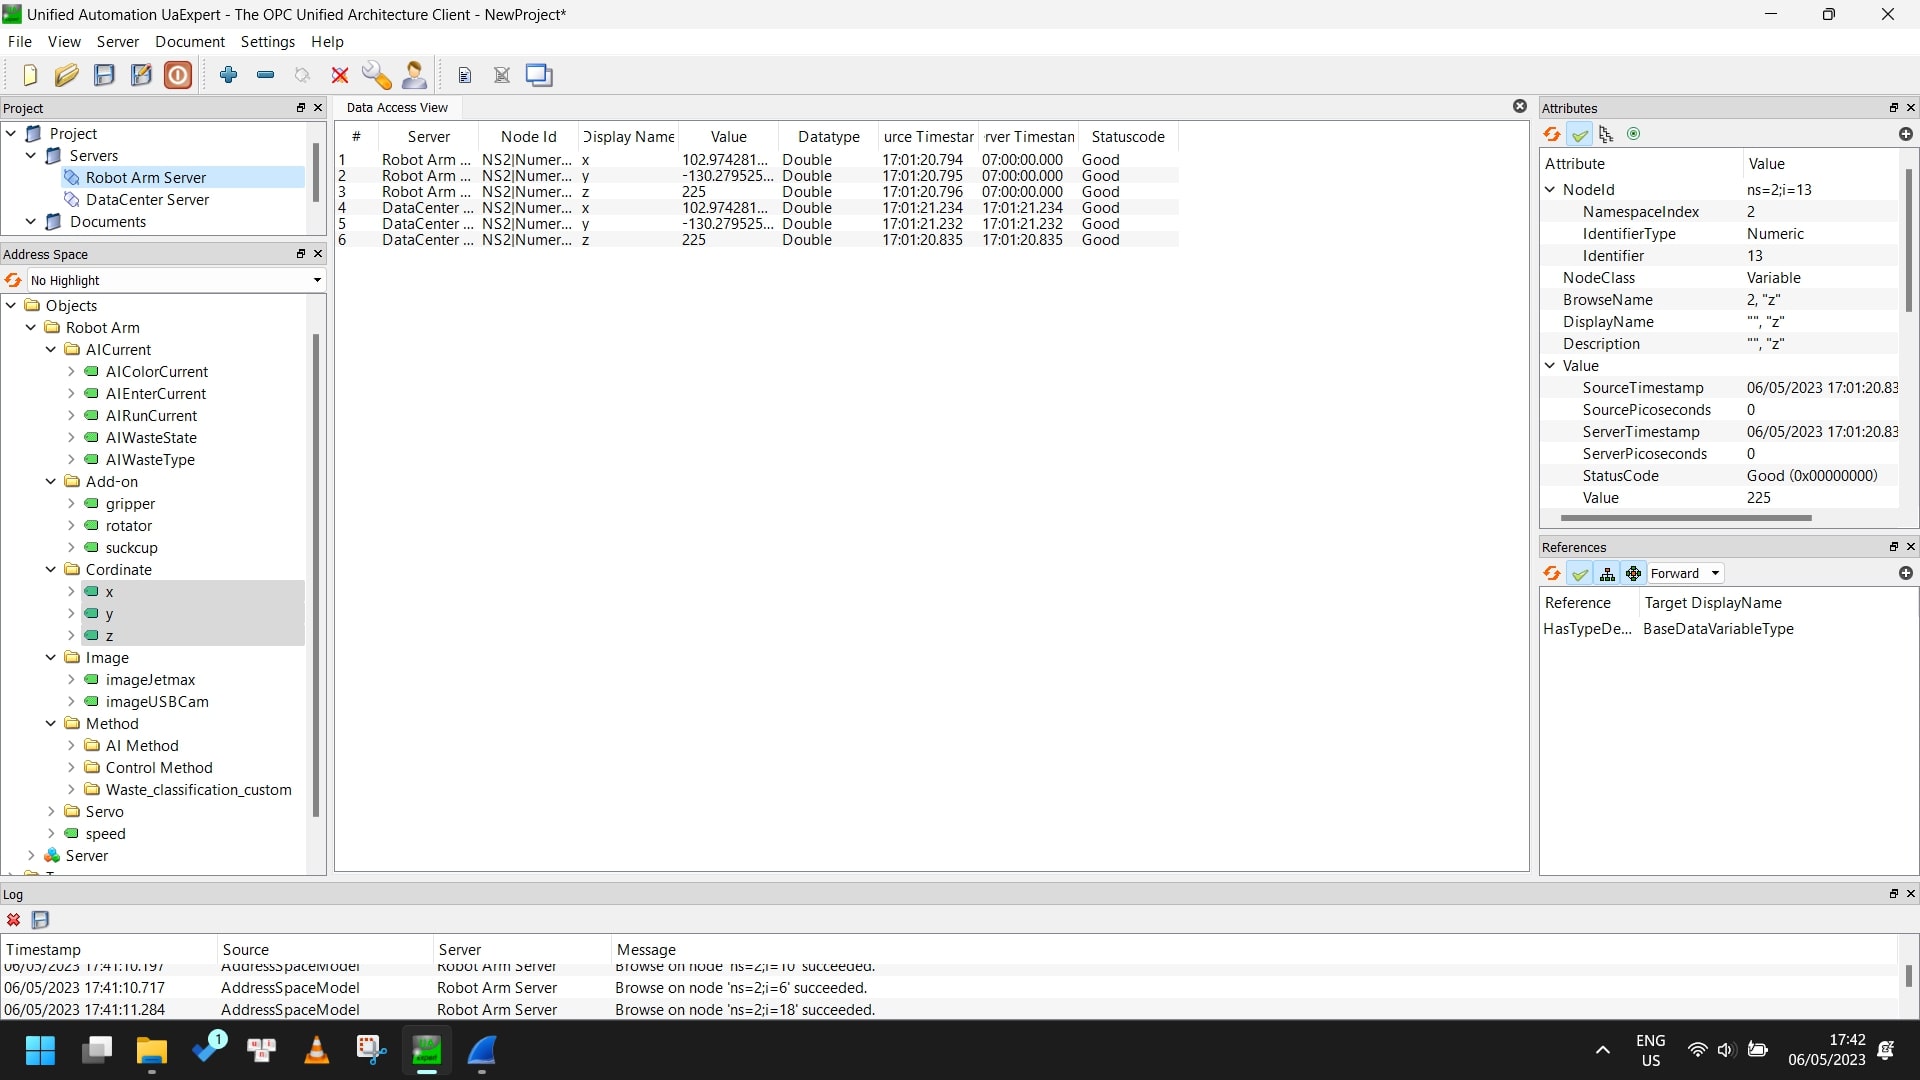 Unified Automation UaExpert - The OPC Unified Architecture Client - NewProject*
File View Server Document Settings Help
Project
Project
Servers
Robot Arm Server
DataCenter Server
Documents
Address Space
No Highlight
Objects
Robot Arm
AICurrent
AIColorCurrent
AIEnterCurrent
AIRunCurrent
AIWasteState
AIWasteType
Add-on
gripper
rotator
suckcup
Cordinate
x
y
z
Image
imageJetmax
imageUSBCam
Method
AI Method
Control Method
Waste_classification_custom
Servo
speed
Server
Data Access View
# Server Node Id Display Name Value Datatype urce Timestar rver Timestan Statuscode
1 Robot Arm ... NS2|Numer... x 102.974281... Double 17:01:20.794 07:00:00.000 Good
2 Robot Arm ... NS2|Numer... y -130.279525... Double 17:01:20.795 07:00:00.000 Good
3 Robot Arm ... NS2|Numer... z 225 Double 17:01:20.796 07:00:00.000 Good
4 DataCenter ... NS2|Numer... x 102.974281... Double 17:01:21.234 17:01:21.234 Good
5 DataCenter ... NS2|Numer... y -130.279525... Double 17:01:21.232 17:01:21.232 Good
6 DataCenter ... NS2|Numer... z 225 Double 17:01:20.835 17:01:20.835 Good
Attributes
Attribute Value
NodeId ns=2;i=13
NamespaceIndex 2
IdentifierType Numeric
Identifier 13
NodeClass Variable
BrowseName 2, "z"
DisplayName "", "z"
Description "", "z"
Value
SourceTimestamp 06/05/2023 17:01:20.83
SourcePicoseconds 0
ServerTimestamp 06/05/2023 17:01:20.83
ServerPicoseconds 0
StatusCode Good (0x00000000)
Value 225
References
Forward
Reference Target DisplayName
HasTypeDe... BaseDataVariableType
Log
Timestamp Source Server Message
06/05/2023 17:41:10.197 AddressSpaceModel Robot Arm Server Browse on node 'ns=2;i=10' succeeded.
06/05/2023 17:41:10.717 AddressSpaceModel Robot Arm Server Browse on node 'ns=2;i=6' succeeded.
06/05/2023 17:41:11.284 AddressSpaceModel Robot Arm Server Browse on node 'ns=2;i=18' succeeded.
1
ENG
US
17:42
06/05/2023